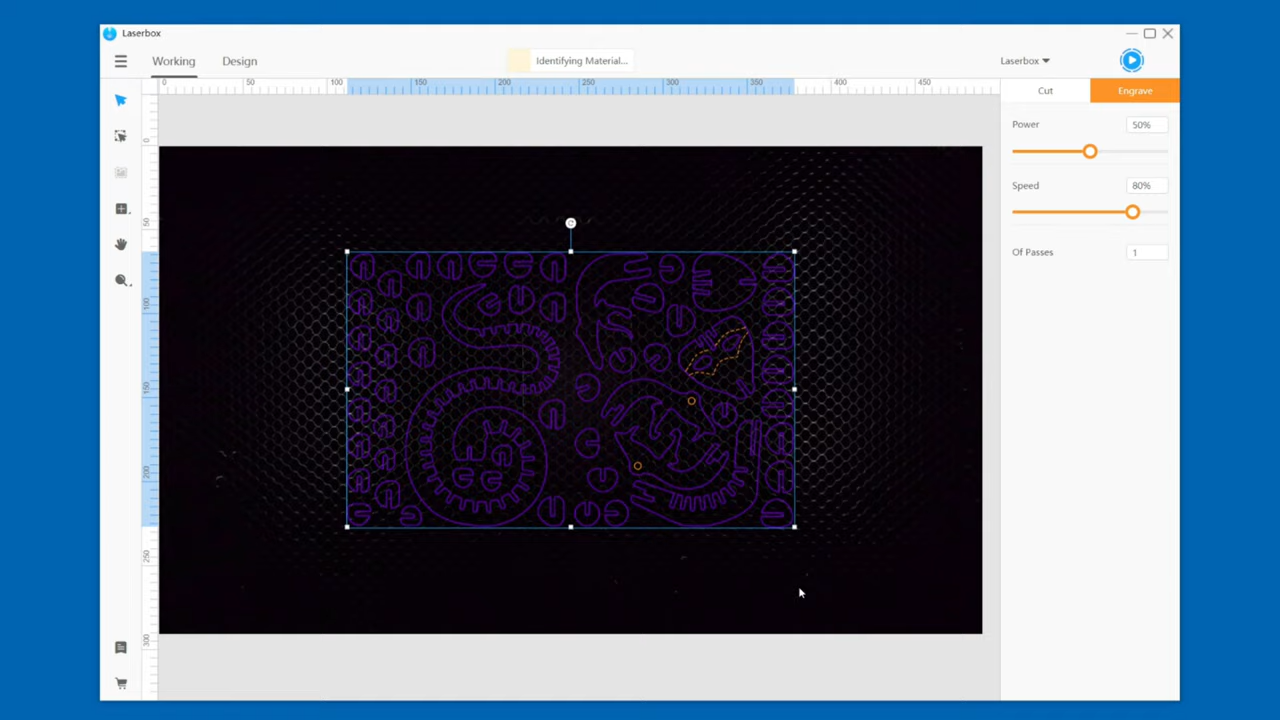 Laserbox
Working Design Identifying Material... Laserbox
0 50 100 150 200 250 300 350 400 450
Cut Engrave
Power 50%
Speed 80%
Of Passes 1
0
50
100
150
200
250
300